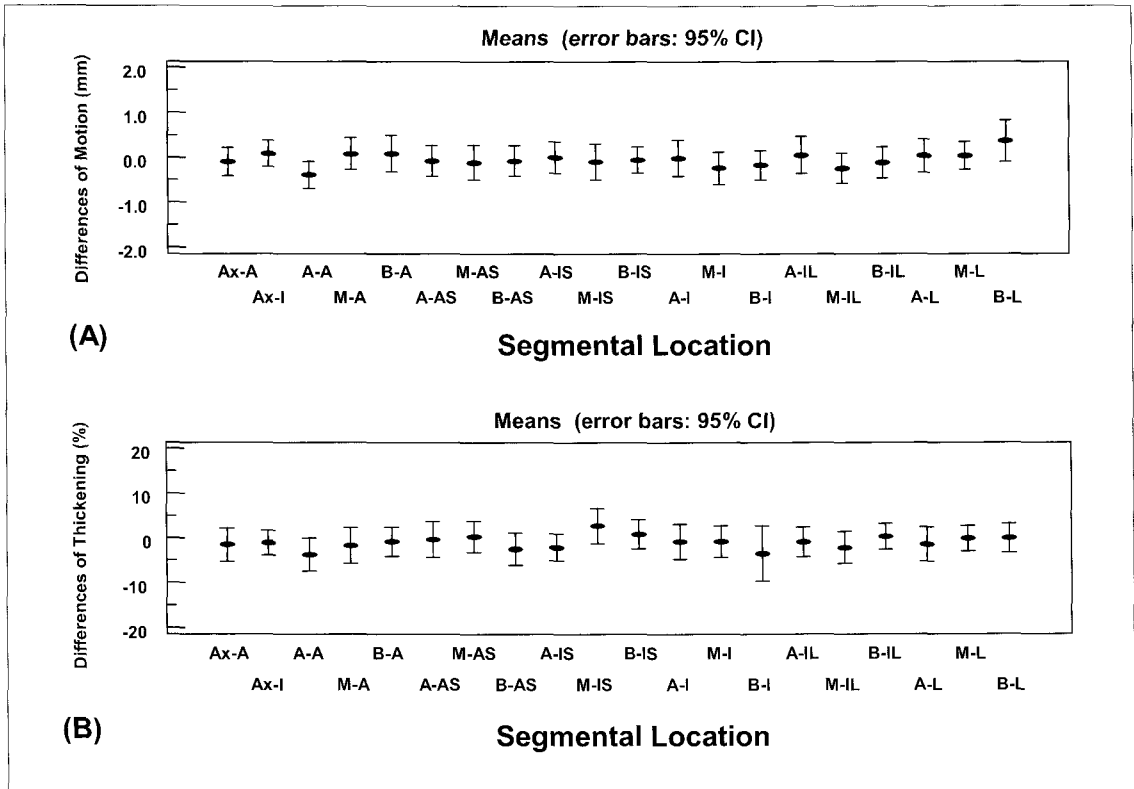 Means (error bars: 95% CI)
Differences of Motion (mm)
2.0
1.0
0.0
-1.0
-2.0
Ax-A A-A B-A M-AS A-IS B-IS M-I A-IL B-IL M-L
Ax-I M-A A-AS B-AS M-IS A-I B-I M-IL A-L B-L
(A)
Segmental Location
Means (error bars: 95% CI)
Differences of Thickening (%)
20
10
0
-10
-20
Ax-A A-A B-A M-AS A-IS B-IS M-I A-IL B-IL M-L
Ax-I M-A A-AS B-AS M-IS A-I B-I M-IL A-L B-L
(B)
Segmental Location